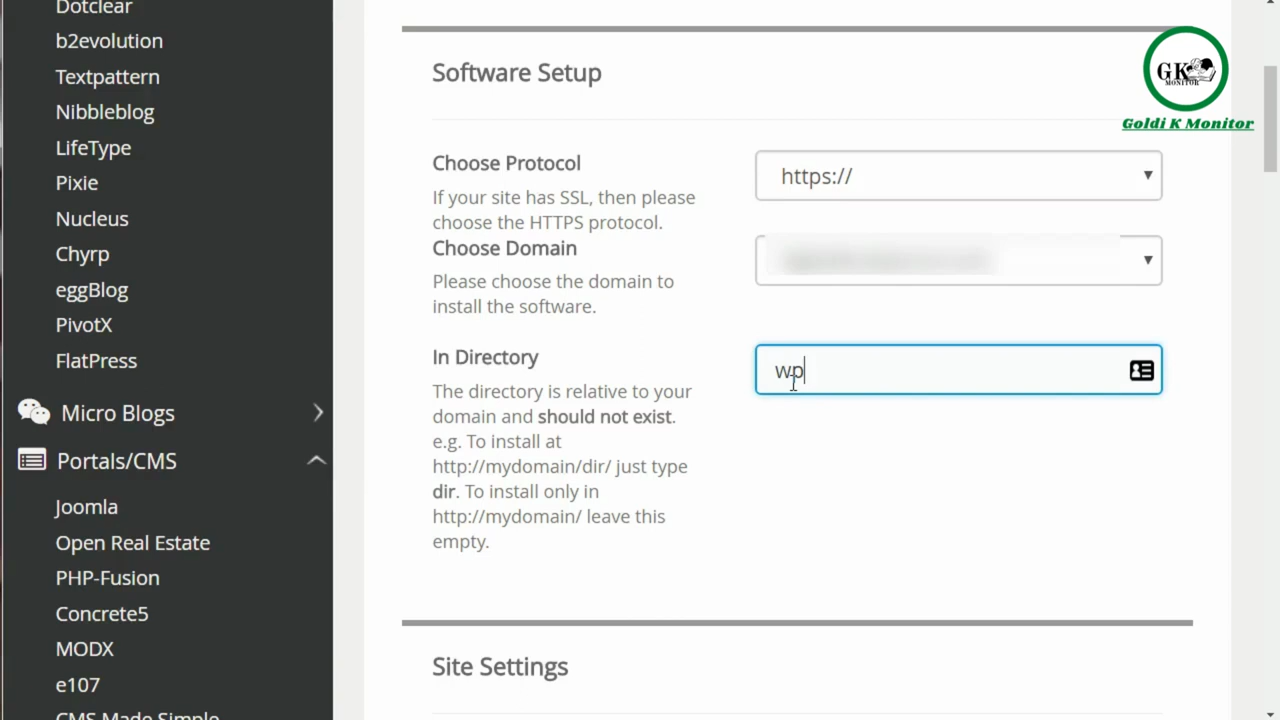 Dotclear
b2evolution
Textpattern
Nibbleblog
LifeType
Pixie
Nucleus
Chyrp
eggBlog
PivotX
FlatPress
Micro Blogs
Portals/CMS
Joomla
Open Real Estate
PHP-Fusion
Concrete5
MODX
e107
CMS Made Simple
Software Setup
Choose Protocol
If your site has SSL, then please
choose the HTTPS protocol.
https://
Choose Domain
Please choose the domain to
install the software.
In Directory
The directory is relative to your
domain and should not exist.
e.g. To install at
http://mydomain/dir/ just type
dir. To install only in
http://mydomain/ leave this
empty.
wp
Site Settings
GK
MONITOR
Goldi K Monitor